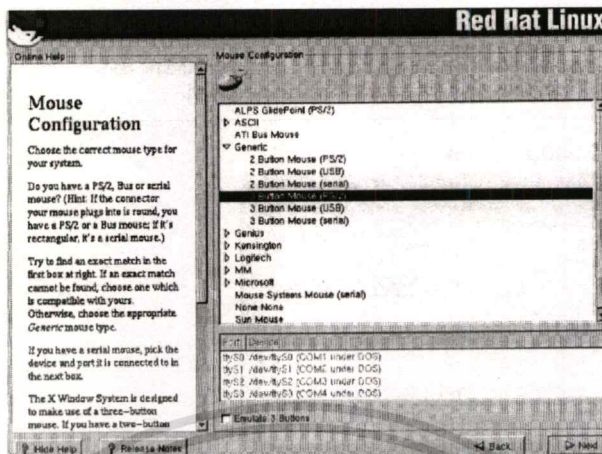 Red Hat Linux
Online Help
Mouse
Configuration
Choose the correct mouse type for
your system.
Do you have a PS/2, Bus or serial
mouse? (Hint: If the connector
your mouse plugs into is round, you
have a PS/2 or a Bus mouse; if it's
rectangular, it's a serial mouse.)
Try to find an exact match in the
first box at right. If an exact match
cannot be found, choose one which
is compatible with yours.
Otherwise, choose the appropriate
Generic mouse type.
If you have a serial mouse, pick the
device and port it is connected to in
the next box.
The X Window System is designed
to make use of a three-button
mouse. If you have a two-button
Mouse Configuration
ALPS GlidePoint (PS/2)
ASCII
ATI Bus Mouse
Generic
2 Button Mouse (PS/2)
2 Button Mouse (USB)
2 Button Mouse (serial)
3 Button Mouse (PS/2)
3 Button Mouse (USB)
3 Button Mouse (serial)
Genius
Kensington
Logitech
MM
Microsoft
Mouse Systems Mouse (serial)
None None
Sun Mouse
Port Device
ttyS0 /dev/ttyS0 (COM1 under DOS)
ttyS1 /dev/ttyS1 (COM2 under DOS)
ttyS2 /dev/ttyS2 (COM3 under DOS)
ttyS3 /dev/ttyS3 (COM4 under DOS)
Emulate 3 Buttons
Hide Help
Release Notes
Back
Next